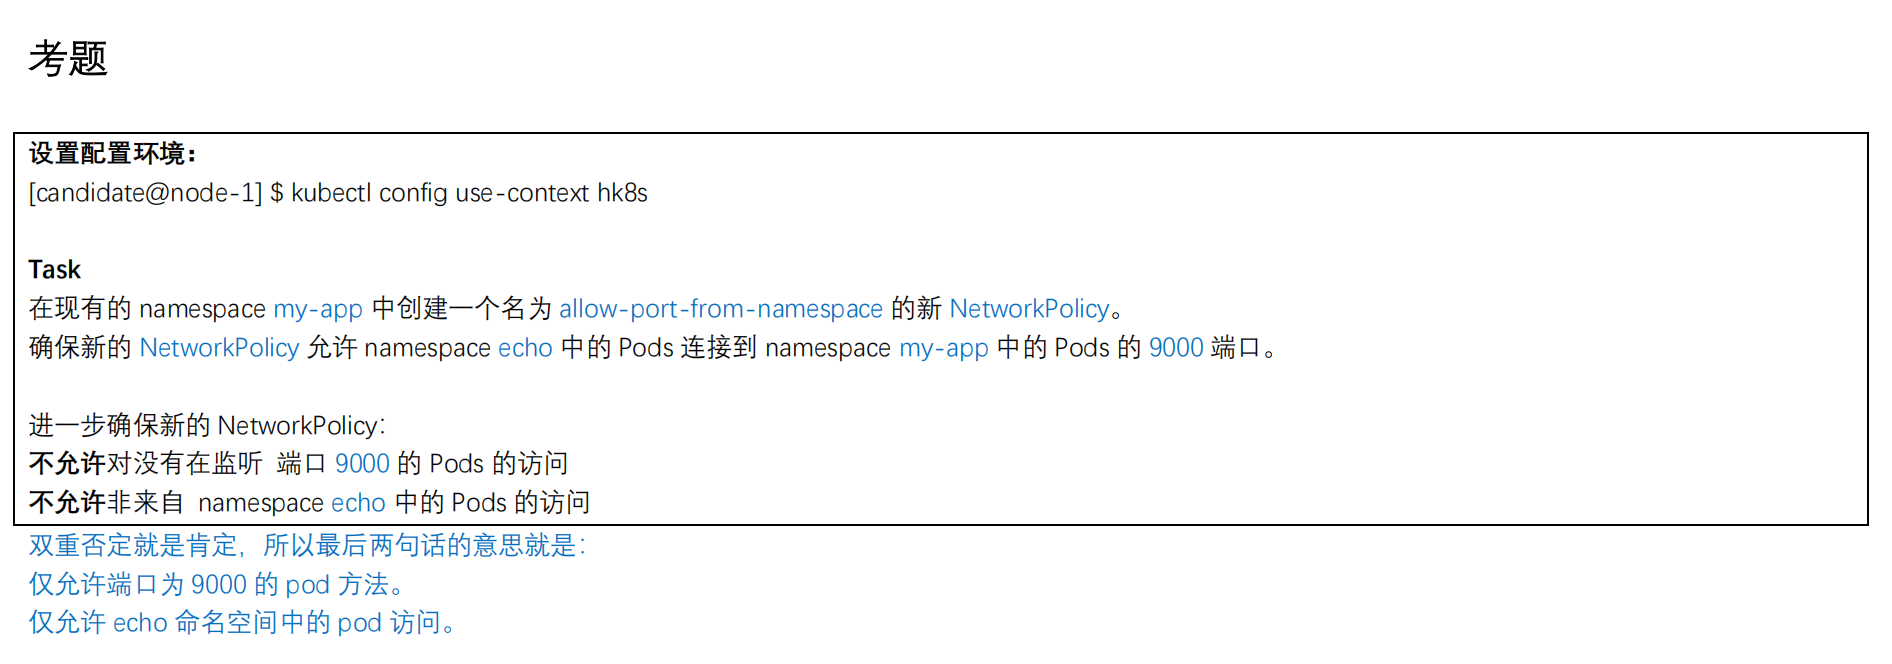 考题
设置配置环境：
[candidate@node-1] $ kubectl config use-context hk8s
Task
在现有的 namespace my-app 中创建一个名为 allow-port-from-namespace 的新 NetworkPolicy。
确保新的 NetworkPolicy 允许 namespace echo 中的 Pods 连接到 namespace my-app 中的 Pods 的 9000 端口。
进一步确保新的 NetworkPolicy：
不允许对没有在监听 端口 9000 的 Pods 的访问
不允许非来自 namespace echo 中的 Pods 的访问
双重否定就是肯定，所以最后两句话的意思就是：
仅允许端口为 9000 的 pod 方法。
仅允许 echo 命名空间中的 pod 访问。